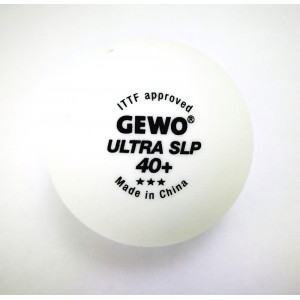 ITTF approved
GEWO®
ULTRA SLP
40+
★★★
Made in China